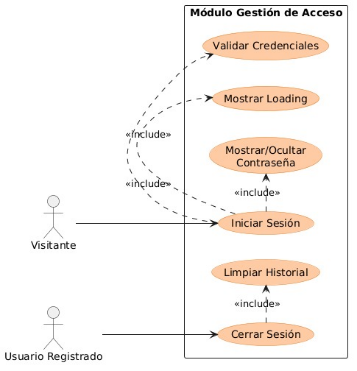 Módulo Gestión de Acceso
Validar Credenciales
Mostrar Loading
«include»
Mostrar/Ocultar
Contraseña
«include»
«include»
Iniciar Sesión
Visitante
Limpiar Historial
«include»
Cerrar Sesión
Usuario Registrado